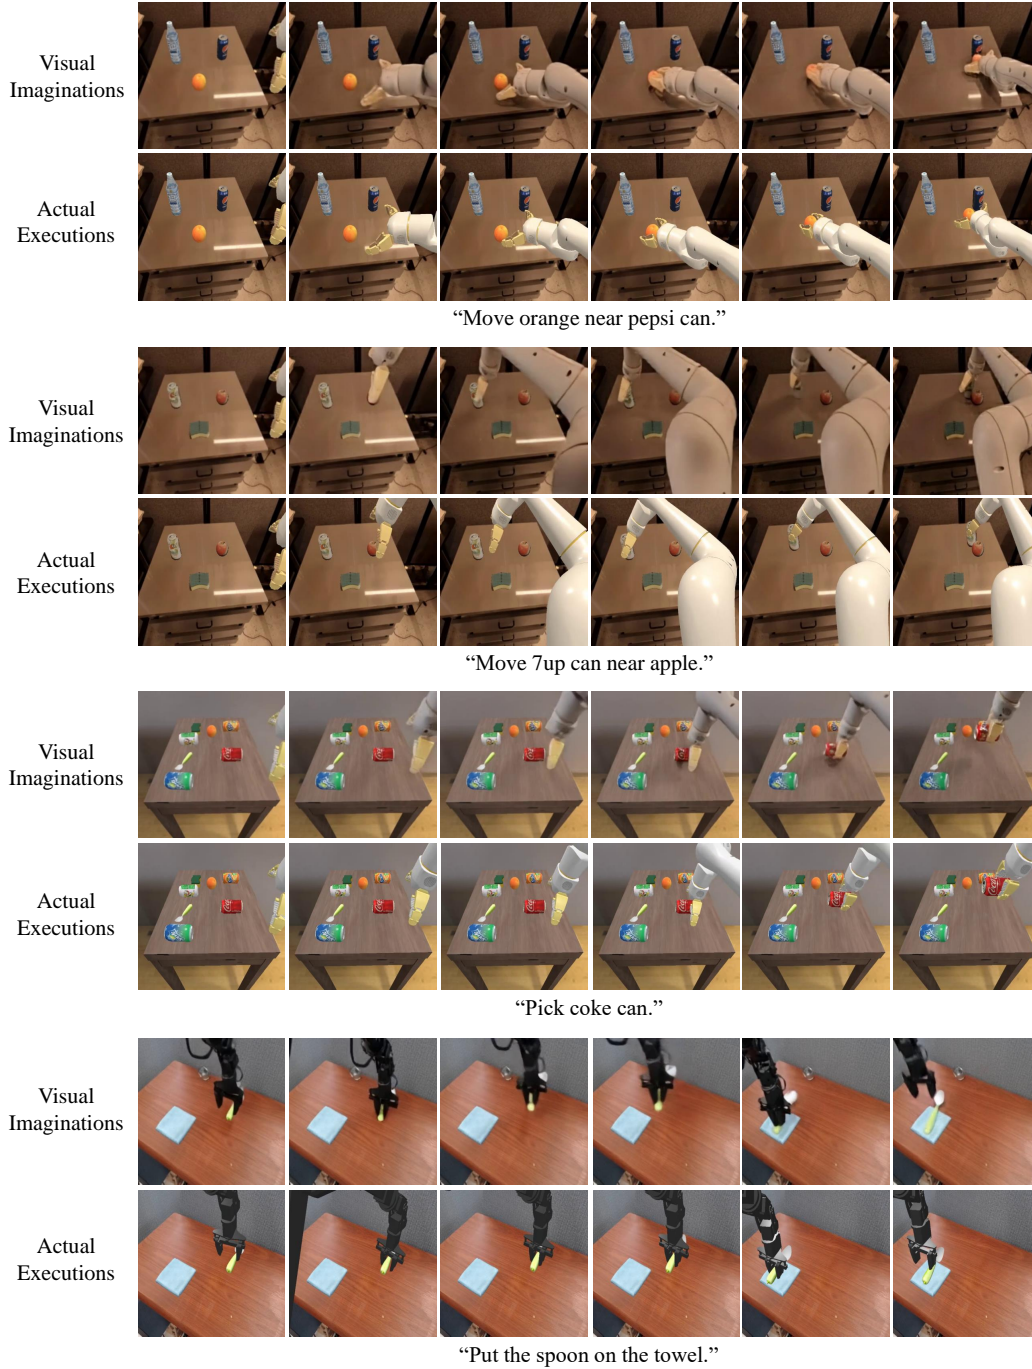 Visual
Imaginations
Actual
Executions
“Move orange near pepsi can.”
Visual
Imaginations
Actual
Executions
“Move 7up can near apple.”
Visual
Imaginations
Actual
Executions
“Pick coke can.”
Visual
Imaginations
Actual
Executions
“Put the spoon on the towel.”